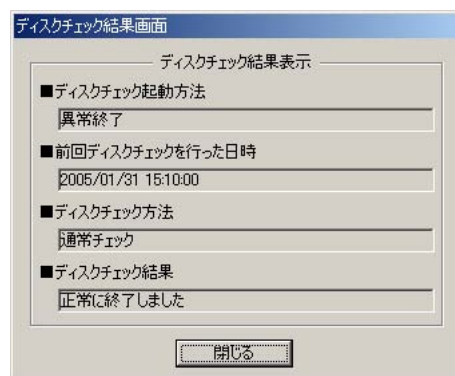 ディスクチェック結果画面
ディスクチェック結果表示
■ディスクチェック起動方法
異常終了
■前回ディスクチェックを行った日時
2005/01/31 15:10:00
■ディスクチェック方法
通常チェック
■ディスクチェック結果
正常に終了しました
閉じる